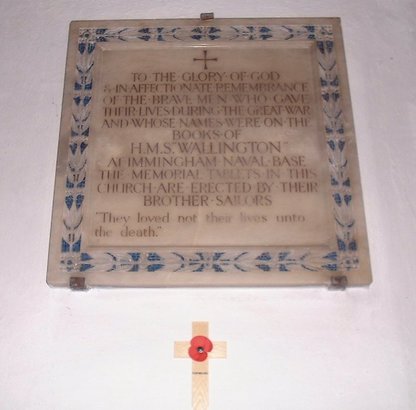 TO·THE·GLORY·OF·GOD
& IN·AFFECTIONATE·REMEMBRANCE
OF·THE·BRAVE·MEN·WHO·GAVE
THEIR·LIVES·DURING·THE·GREAT·WAR
AND·WHOSE·NAMES·WERE·ON·THE
BOOKS·OF
H.M.S."WALLINGTON"
AT·IMMINGHAM·NAVAL·BASE
THE·MEMORIAL·TABLETS·IN·THIS
CHURCH·ARE·ERECTED·BY·THEIR
BROTHER·SAILORS
"They loved not their lives unto
the death."